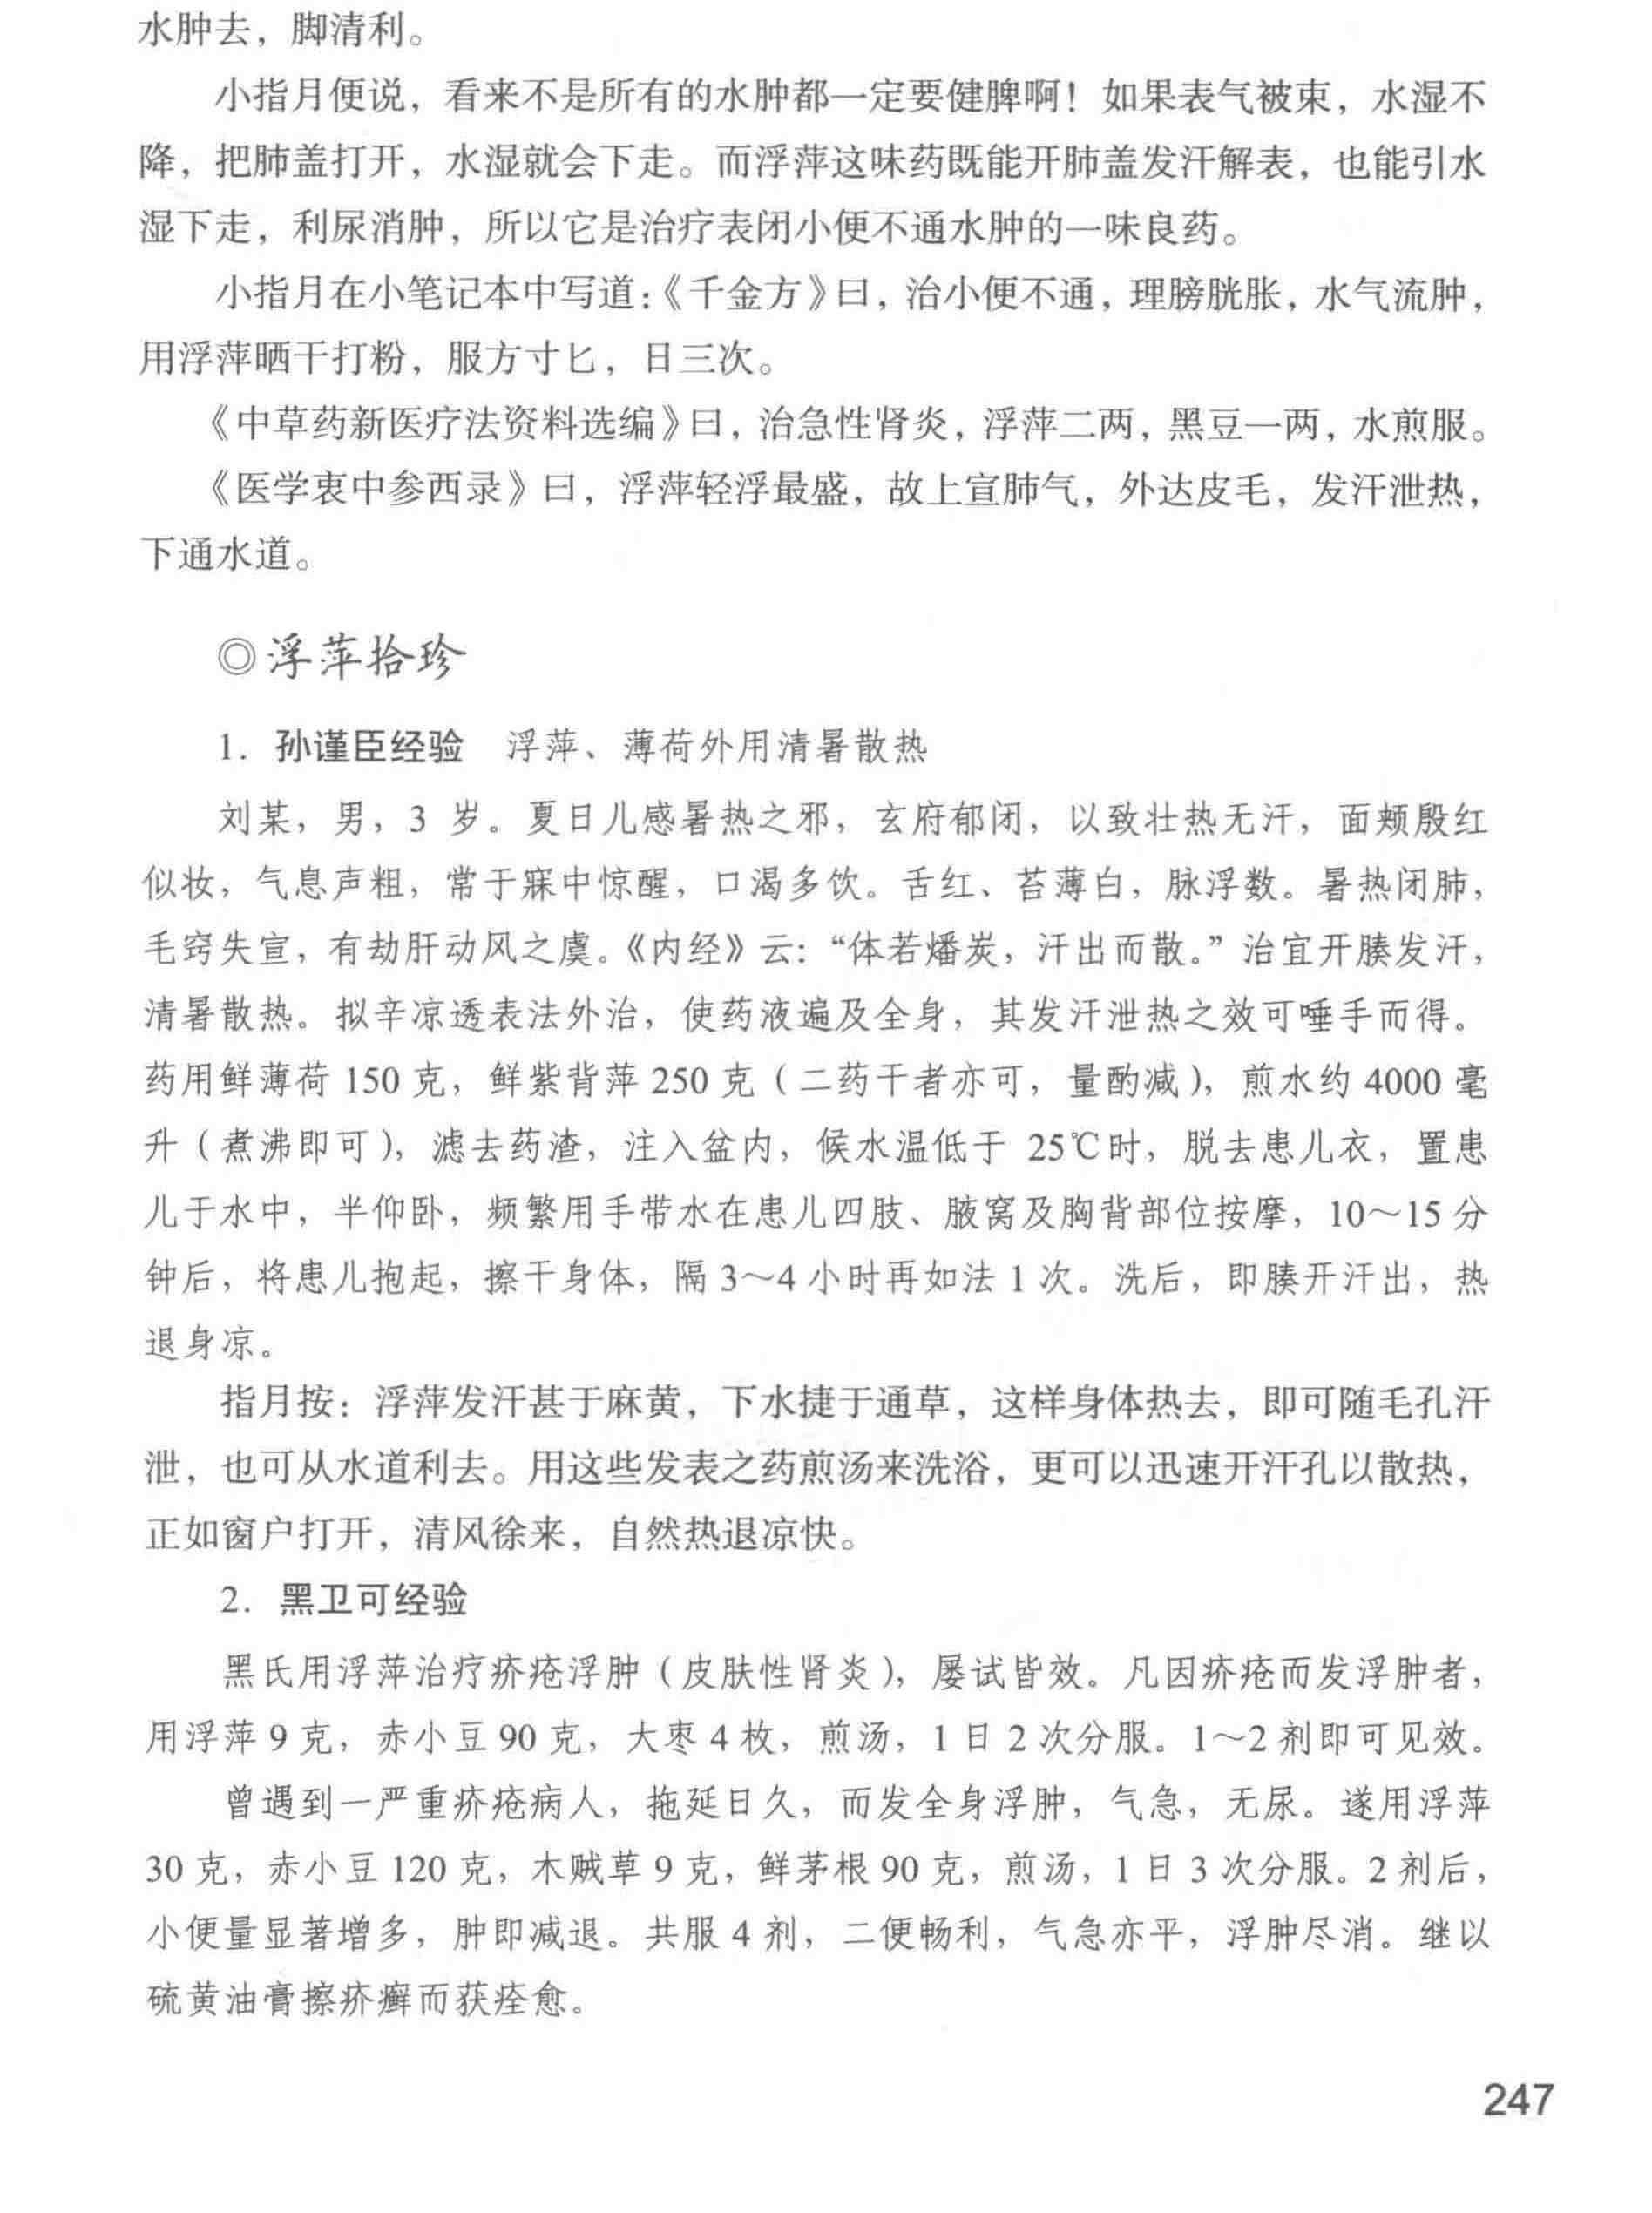 水肿去，脚清利。
小指月便说，看来不是所有的水肿都一定要健脾啊！如果表气被束，水湿不
降，把肺盖打开，水湿就会下走。而浮萍这味药既能开肺盖发汗解表，也能引水
湿下走，利尿消肿，所以它是治疗表闭小便不通水肿的一味良药。
小指月在小笔记本中写道：《千金方》曰，治小便不通，理膀胱胀，水气流肿，
用浮萍晒干打粉，服方寸匕，日三次。
《中草药新医疗法资料选编》曰，治急性肾炎，浮萍二两，黑豆一两，水煎服。
《医学衷中参西录》曰，浮萍轻浮最盛，故上宣肺气，外达皮毛，发汗泄热，
下通水道。
◎浮萍拾珍
1. 孙谨臣经验 浮萍、薄荷外用清暑散热
刘某，男，3 岁。夏日儿感暑热之邪，玄府郁闭，以致壮热无汗，面颊殷红
似妆，气息声粗，常于寐中惊醒，口渴多饮。舌红、苔薄白，脉浮数。暑热闭肺，
毛窍失宣，有劫肝动风之虞。《内经》云：“体若燔炭，汗出而散。”治宜开腠发汗，
清暑散热。拟辛凉透表法外治，使药液遍及全身，其发汗泄热之效可唾手而得。
药用鲜薄荷 150 克，鲜紫背萍 250 克（二药干者亦可，量酌减），煎水约 4000 毫
升（煮沸即可），滤去药渣，注入盆内，候水温低于 25℃时，脱去患儿衣，置患
儿于水中，半仰卧，频繁用手带水在患儿四肢、腋窝及胸背部位按摩，10～15 分
钟后，将患儿抱起，擦干身体，隔 3～4 小时再如法 1 次。洗后，即腠开汗出，热
退身凉。
指月按：浮萍发汗甚于麻黄，下水捷于通草，这样身体热去，即可随毛孔汗
泄，也可从水道利去。用这些发表之药煎汤来洗浴，更可以迅速开汗孔以散热，
正如窗户打开，清风徐来，自然热退凉快。
2. 黑卫可经验
黑氏用浮萍治疗疥疮浮肿（皮肤性肾炎），屡试皆效。凡因疥疮而发浮肿者，
用浮萍 9 克，赤小豆 90 克，大枣 4 枚，煎汤，1 日 2 次分服。1～2 剂即可见效。
曾遇到一严重疥疮病人，拖延日久，而发全身浮肿，气急，无尿。遂用浮萍
30 克，赤小豆 120 克，木贼草 9 克，鲜茅根 90 克，煎汤，1 日 3 次分服。2 剂后，
小便量显著增多，肿即减退。共服 4 剂，二便畅利，气急亦平，浮肿尽消。继以
硫黄油膏擦疥癣而获痊愈。
247